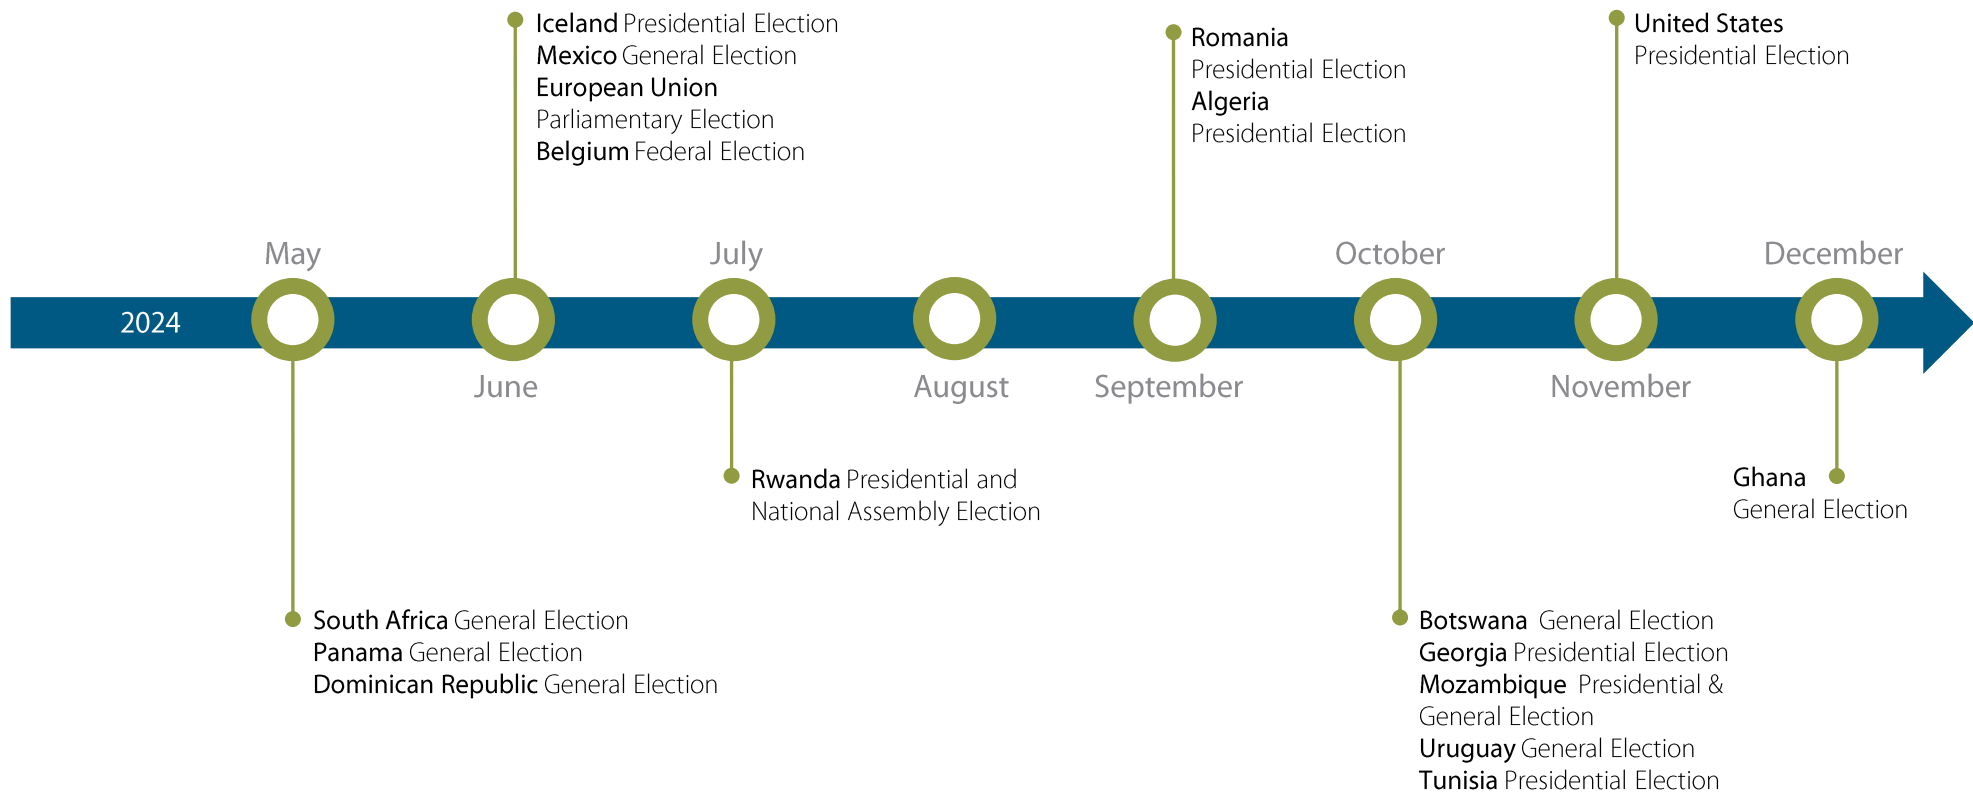 Iceland Presidential Election
Mexico General Election
European Union
Parliamentary Election
Belgium Federal Election
Romania
Presidential Election
Algeria
Presidential Election
United States
Presidential Election
May
July
October
December
2024
June
August
September
November
Rwanda Presidential and
National Assembly Election
Ghana
General Election
South Africa General Election
Panama General Election
Dominican Republic General Election
Botswana General Election
Georgia Presidential Election
Mozambique Presidential &
General Election
Uruguay General Election
Tunisia Presidential Election